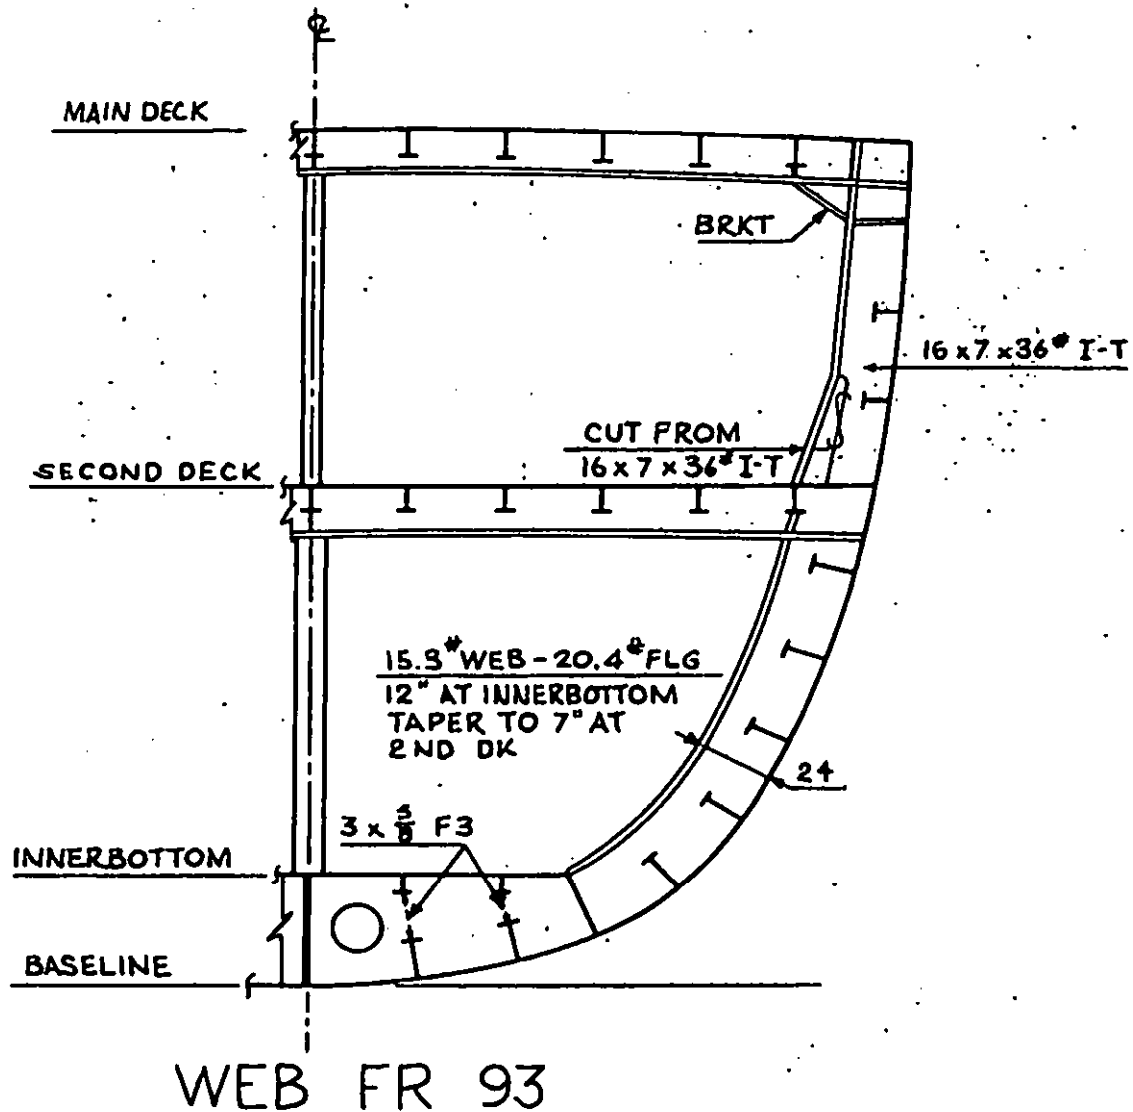 ℄
MAIN DECK
BRKT
16 x 7 x 36# I-T
CUT FROM
16 x 7 x 36# I-T
SECOND DECK
15.3# WEB - 20.4# FLG
12" AT INNERBOTTOM
TAPER TO 7" AT
2ND DK
24
3 x 5/8 F3
INNERBOTTOM
BASELINE
WEB FR 93